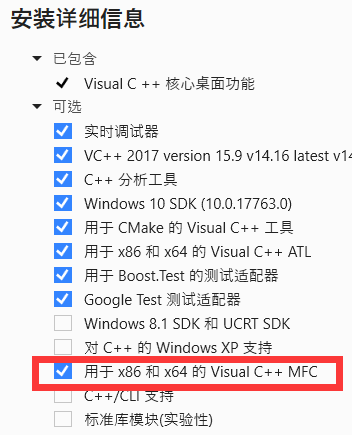 安装详细信息
已包含
Visual C ++ 核心桌面功能
可选
实时调试器
VC++ 2017 version 15.9 v14.16 latest v14
C++ 分析工具
Windows 10 SDK (10.0.17763.0)
用于 CMake 的 Visual C++ 工具
用于 x86 和 x64 的 Visual C++ ATL
用于 Boost.Test 的测试适配器
Google Test 测试适配器
Windows 8.1 SDK 和 UCRT SDK
对 C++ 的 Windows XP 支持
用于 x86 和 x64 的 Visual C++ MFC
C++/CLI 支持
标准库模块(实验性)